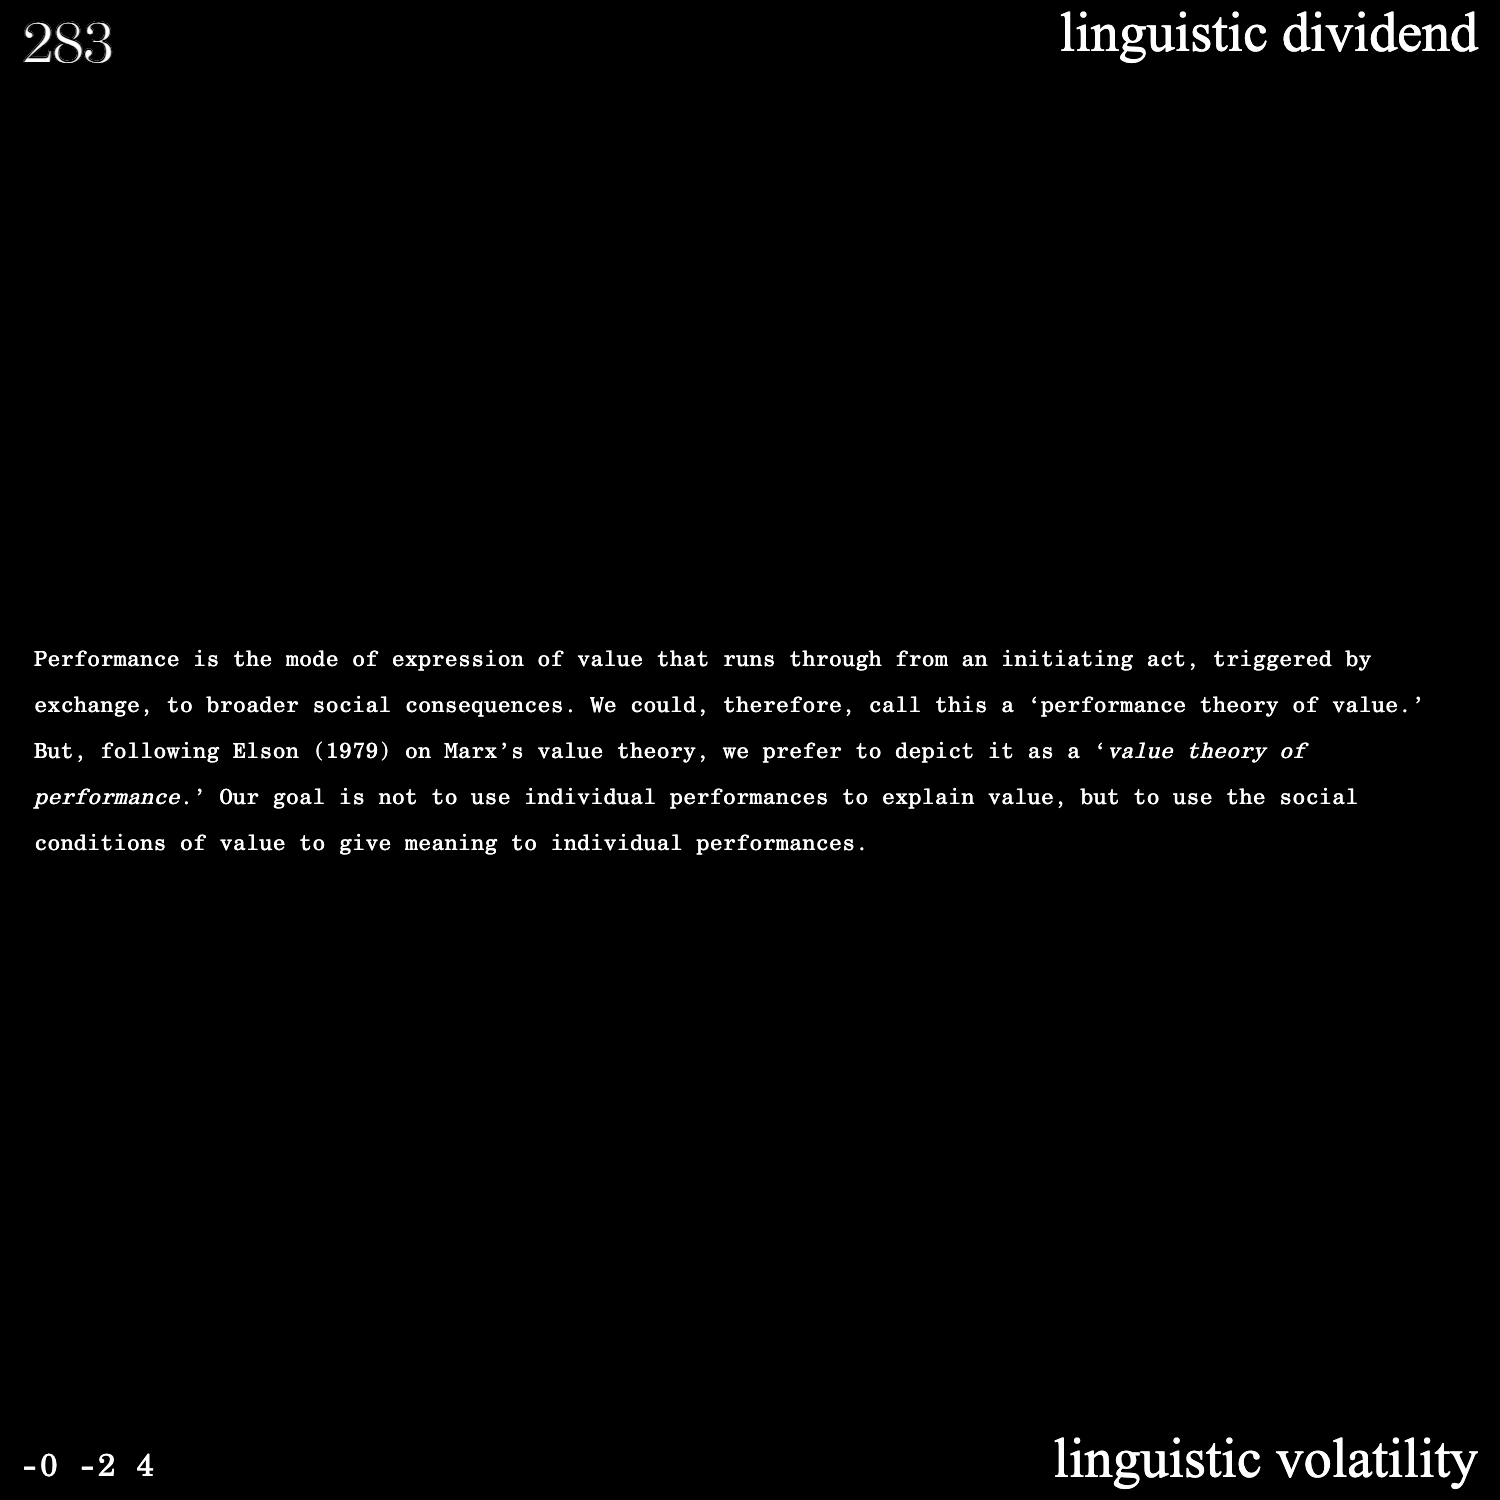 283
linguistic dividend
Performance is the mode of expression of value that runs through from an initiating act, triggered by
exchange, to broader social consequences. We could, therefore, call this a ‘performance theory of value.’
But, following Elson (1979) on Marx’s value theory, we prefer to depict it as a ‘value theory of
performance.’ Our goal is not to use individual performances to explain value, but to use the social
conditions of value to give meaning to individual performances.
-0 -2 4
linguistic volatility